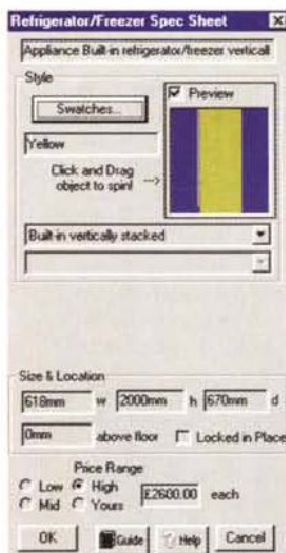 Refrigerator/Freezer Spec Sheet
Appliance Built-in refrigerator/freezer verticall
Style
Swatches...
Preview
Yellow
Click and Drag
object to spin! -->
Built-in vertically stacked
Size & Location
618mm w 2000mm h 670mm d
0mm above floor Locked in Place
Price Range
Low High £2600.00 each
Mid Yours
OK Guide Help Cancel